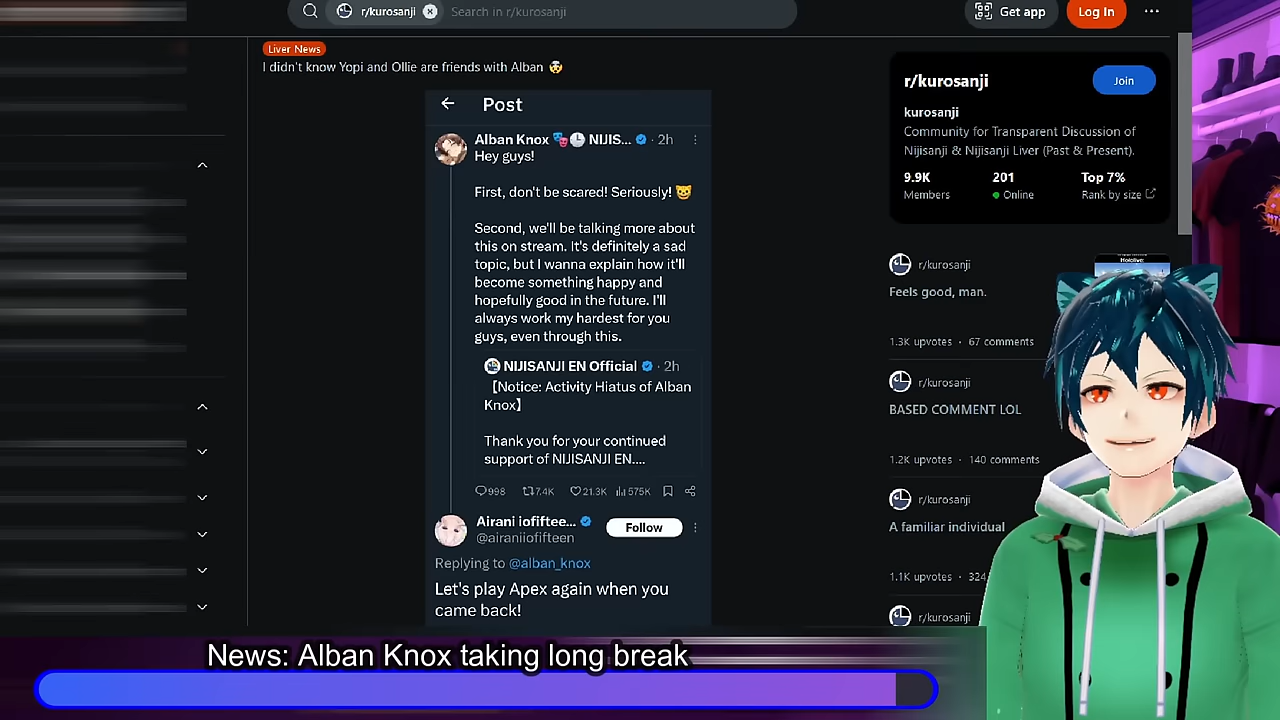 r/kurosanji
Search in r/kurosanji
Get app
Log In
Liver News
I didn't know Yopi and Ollie are friends with Alban 🤯
Post
Alban Knox 🎭🕒 NIJIS... · 2h
Hey guys!
First, don't be scared! Seriously! 😺
Second, we'll be talking more about
this on stream. It's definitely a sad
topic, but I wanna explain how it'll
become something happy and
hopefully good in the future. I'll
always work my hardest for you
guys, even through this.
NIJISANJI EN Official · 2h
【Notice: Activity Hiatus of Alban
Knox】
Thank you for your continued
support of NIJISANJI EN....
998 7.4K 21.3K 575K
Airani iofiftee...
@airaniiofifteen
Follow
Replying to @alban_knox
Let's play Apex again when you
came back!
r/kurosanji
Join
kurosanji
Community for Transparent Discussion of
Nijisanji & Nijisanji Liver (Past & Present).
9.9K 201 Top 7%
Members Online Rank by size
r/kurosanji
Feels good, man.
1.3K upvotes · 67 comments
r/kurosanji
BASED COMMENT LOL
1.2K upvotes · 140 comments
r/kurosanji
A familiar individual
1.1K upvotes · 324
r/kurosanji
News: Alban Knox taking long break